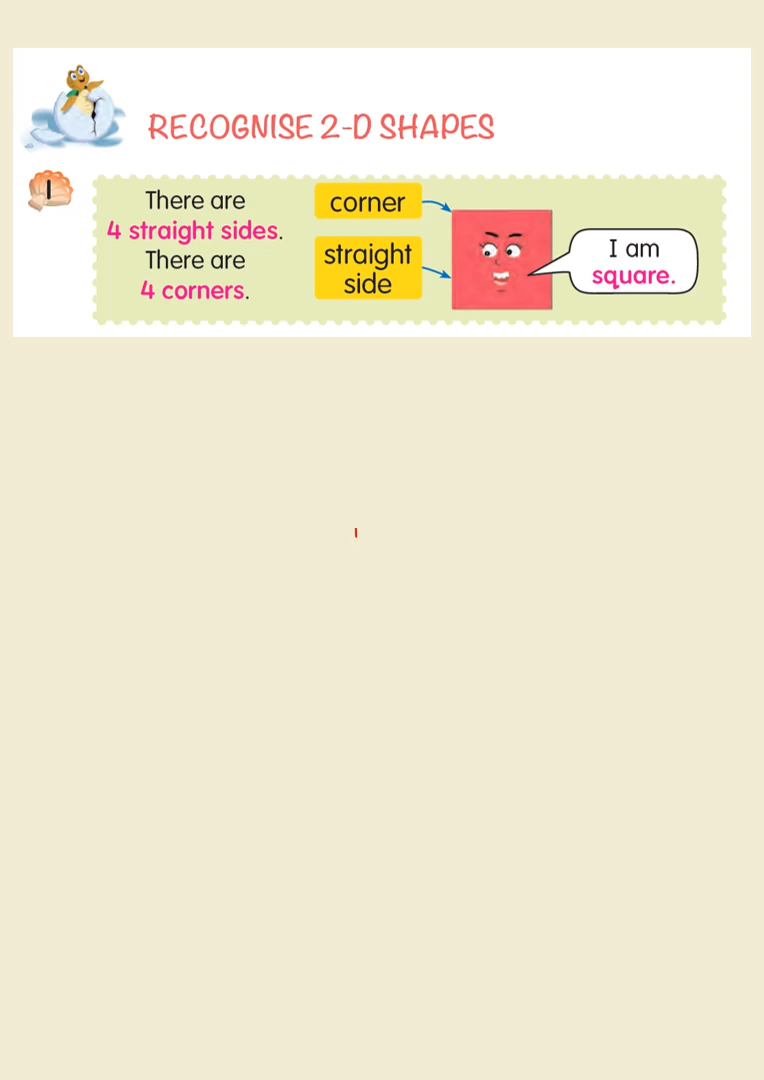 RECOGNISE 2-D SHAPES
1
There are
4 straight sides.
There are
4 corners.
corner
straight
side
I am
square.